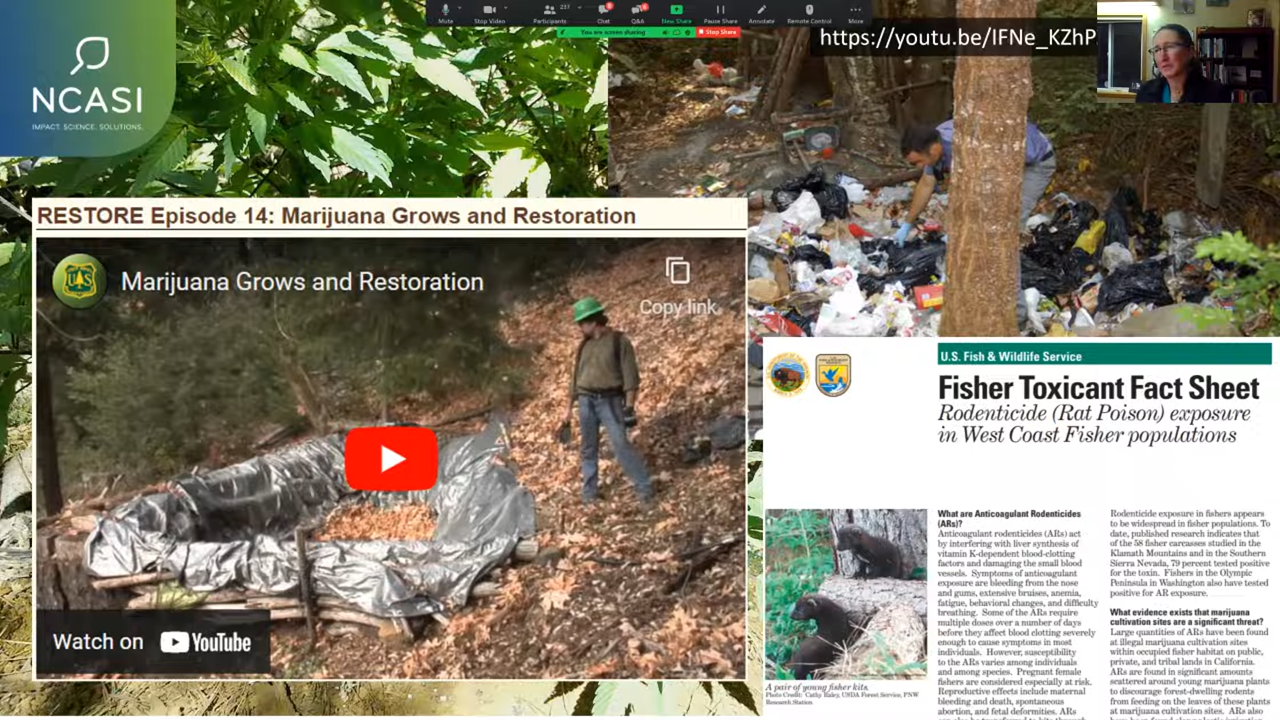 Mute
Stop Video
Participants
237
Chat
Q&A
New Share
Pause Share
Annotate
Remote Control
More
You are screen sharing
Stop Share
https://youtu.be/IFNe_KZhP
NCASI
IMPACT. SCIENCE. SOLUTIONS.
RESTORE Episode 14: Marijuana Grows and Restoration
Marijuana Grows and Restoration
Copy link
Watch on YouTube
U.S. Fish & Wildlife Service
Fisher Toxicant Fact Sheet
Rodenticide (Rat Poison) exposure
in West Coast Fisher populations
A pair of young fisher kits.
Photo Credit: Cathy Raley, USDA Forest Service, PNW
Research Station.
What are Anticoagulant Rodenticides
(ARs)?
Anticoagulant rodenticides (ARs) act
by interfering with liver synthesis of
vitamin K-dependent blood-clotting
factors and damaging the small blood
vessels. Symptoms of anticoagulant
exposure are bleeding from the nose
and gums, extensive bruises, anemia,
fatigue, behavioral changes, and difficulty
breathing. Some of the ARs require
multiple doses over a number of days
before they affect blood clotting severely
enough to cause symptoms in most
individuals. However, susceptibility
to the ARs varies among individuals
and among species. Pregnant female
fishers are considered especially at risk.
Reproductive effects include maternal
bleeding and death, spontaneous
abortion, and fetal deformities. ARs
Rodenticide exposure in fishers appears
to be widespread in fisher populations. To
date, published research indicates that
of the 58 fisher carcasses studied in the
Klamath Mountains and in the Southern
Sierra Nevada, 79 percent tested positive
for the toxin. Fishers in the Olympic
Peninsula in Washington also have tested
positive for AR exposure.
What evidence exists that marijuana
cultivation sites are a significant threat?
Large quantities of ARs have been found
at illegal marijuana cultivation sites
within occupied fisher habitat on public,
private, and tribal lands in California.
ARs are found in significant amounts
scattered around young marijuana plants
to discourage forest-dwelling rodents
from feeding on the leaves of these plants
at marijuana cultivation sites. ARs also